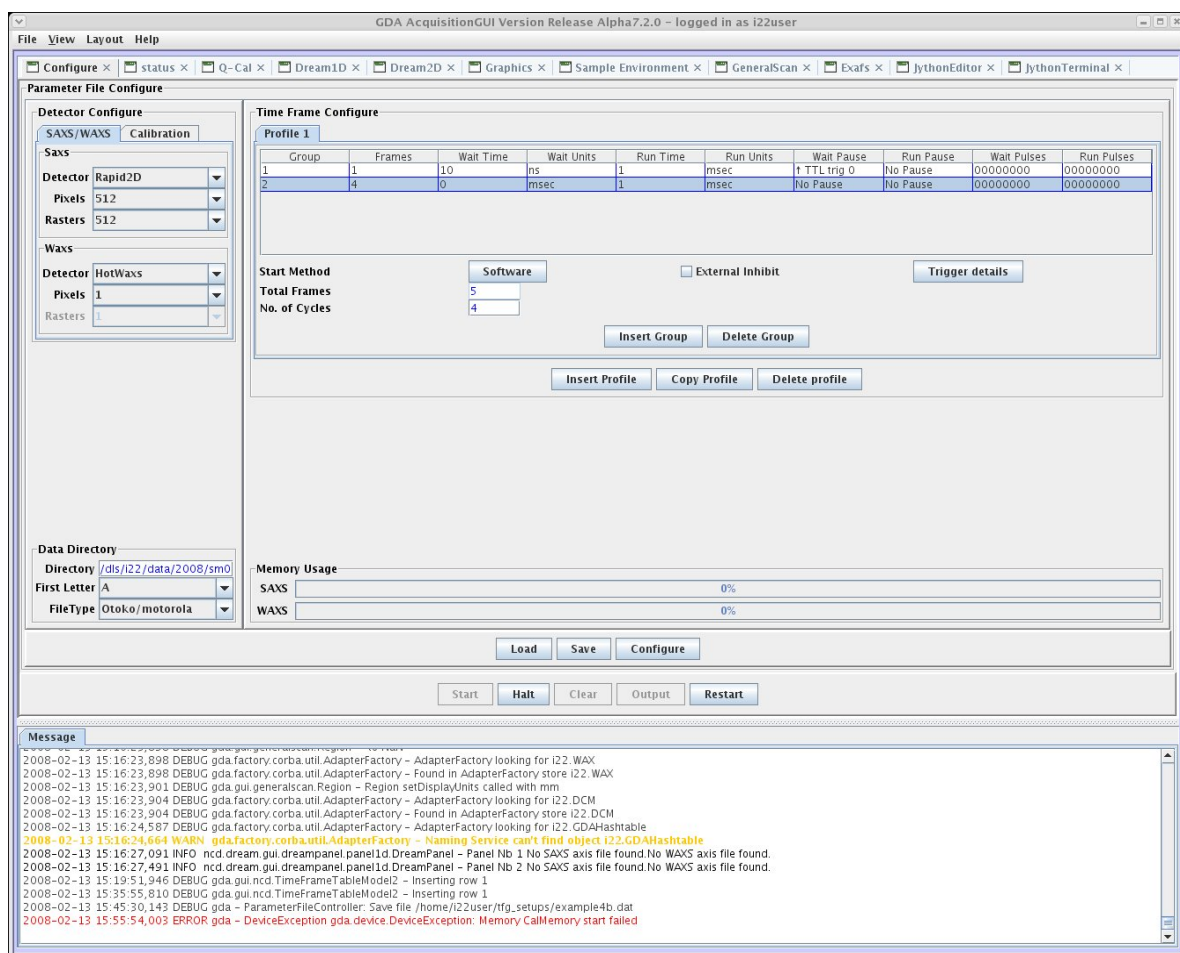 GDA AcquisitionGUI Version Release Alpha7.2.0 – logged in as i22user
File View Layout Help
Configure × status × Q-Cal × Dream1D × Dream2D × Graphics × Sample Environment × GeneralScan × Exafs × JythonEditor × JythonTerminal ×
Parameter File Configure
Detector Configure
SAXS/WAXS Calibration
Saxs
Detector Rapid2D
Pixels 512
Rasters 512
Waxs
Detector HotWaxs
Pixels 1
Rasters 1
Data Directory
Directory /dls/i22/data/2008/sm0
First Letter A
FileType Otoko/motorola
Time Frame Configure
Profile 1
Group Frames Wait Time Wait Units Run Time Run Units Wait Pause Run Pause Wait Pulses Run Pulses
1 1 10 ns 1 msec ↑ TTL trig 0 No Pause 00000000 00000000
2 4 0 msec 1 msec No Pause No Pause 00000000 00000000
Start Method Software External Inhibit Trigger details
Total Frames 5
No. of Cycles 4
Insert Group Delete Group
Insert Profile Copy Profile Delete profile
Memory Usage
SAXS 0%
WAXS 0%
Load Save Configure
Start Halt Clear Output Restart
Message
2008-02-13 15:16:23,898 DEBUG gda.factory.corba.util.AdapterFactory – AdapterFactory looking for i22.WAX
2008-02-13 15:16:23,898 DEBUG gda.factory.corba.util.AdapterFactory – Found in AdapterFactory store i22.WAX
2008-02-13 15:16:23,901 DEBUG gda.gui.generalscan.Region – Region setDisplayUnits called with mm
2008-02-13 15:16:23,904 DEBUG gda.factory.corba.util.AdapterFactory – AdapterFactory looking for i22.DCM
2008-02-13 15:16:23,904 DEBUG gda.factory.corba.util.AdapterFactory – Found in AdapterFactory store i22.DCM
2008-02-13 15:16:24,587 DEBUG gda.factory.corba.util.AdapterFactory – AdapterFactory looking for i22.GDAHashtable
2008-02-13 15:16:24,664 WARN gda.factory.corba.util.AdapterFactory – Naming Service can't find object i22.GDAHashtable
2008-02-13 15:16:27,091 INFO ncd.dream.gui.dreampanel.panel1d.DreamPanel – Panel Nb 1 No SAXS axis file found.No WAXS axis file found.
2008-02-13 15:16:27,491 INFO ncd.dream.gui.dreampanel.panel1d.DreamPanel – Panel Nb 2 No SAXS axis file found.No WAXS axis file found.
2008-02-13 15:19:51,946 DEBUG gda.gui.ncd.TimeFrameTableModel2 – Inserting row 1
2008-02-13 15:35:55,810 DEBUG gda.gui.ncd.TimeFrameTableModel2 – Inserting row 1
2008-02-13 15:45:30,143 DEBUG gda – ParameterFileController: Save file /home/i22user/tfg_setups/example4b.dat
2008-02-13 15:55:54,003 ERROR gda – DeviceException gda.device.DeviceException: Memory CalMemory start failed